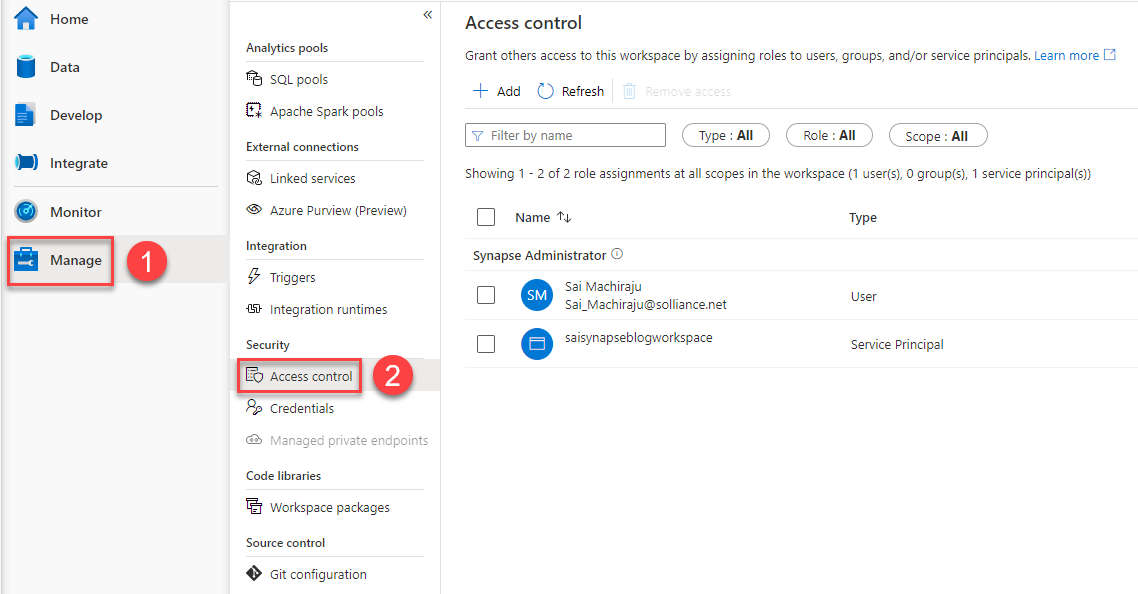 Home
Data
Develop
Integrate
Monitor
Manage
1
«
Analytics pools
SQL pools
Apache Spark pools
External connections
Linked services
Azure Purview (Preview)
Integration
Triggers
Integration runtimes
Security
Access control
2
Credentials
Managed private endpoints
Code libraries
Workspace packages
Source control
Git configuration
Access control
Grant others access to this workspace by assigning roles to users, groups, and/or service principals. Learn more
Add Refresh Remove access
Filter by name Type : All Role : All Scope : All
Showing 1 - 2 of 2 role assignments at all scopes in the workspace (1 user(s), 0 group(s), 1 service principal(s))
Name Type
Synapse Administrator
SM Sai Machiraju
Sai_Machiraju@solliance.net User
saisynapseblogworkspace Service Principal